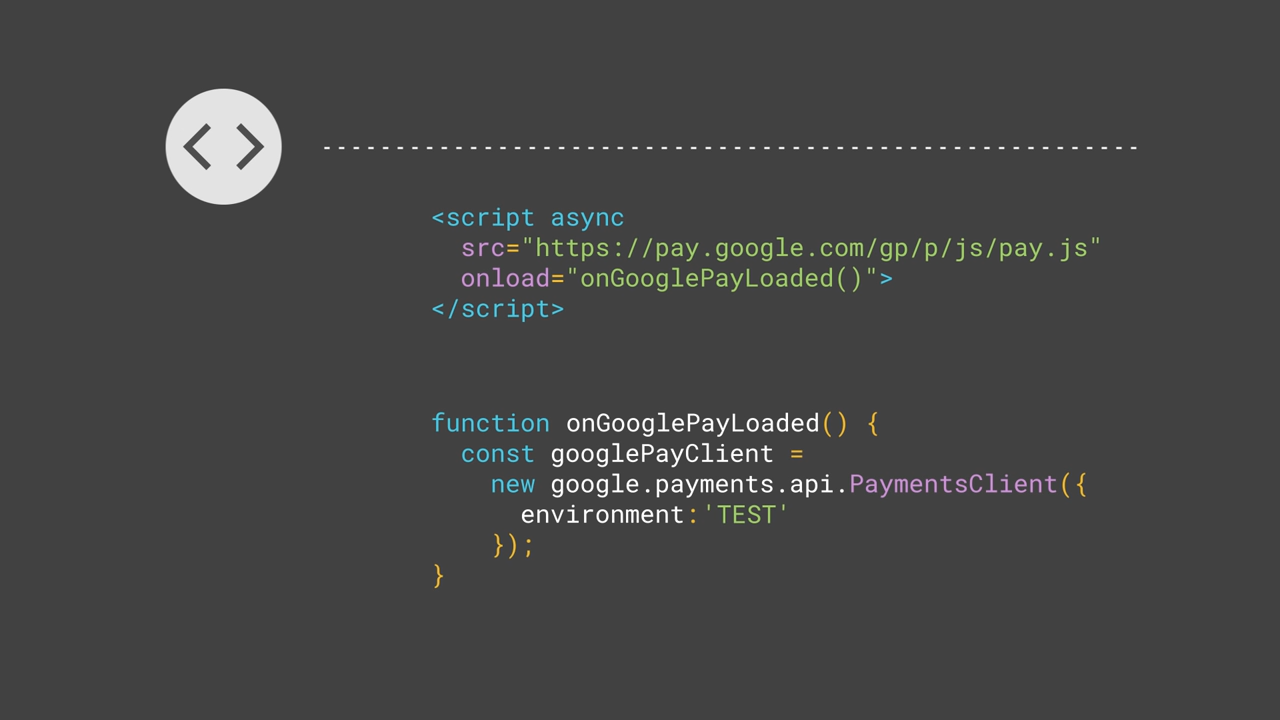 <script async
src="https://pay.google.com/gp/p/js/pay.js"
onload="onGooglePayLoaded()">
</script>
function onGooglePayLoaded() {
const googlePayClient =
new google.payments.api.PaymentsClient({
environment:'TEST'
});
}